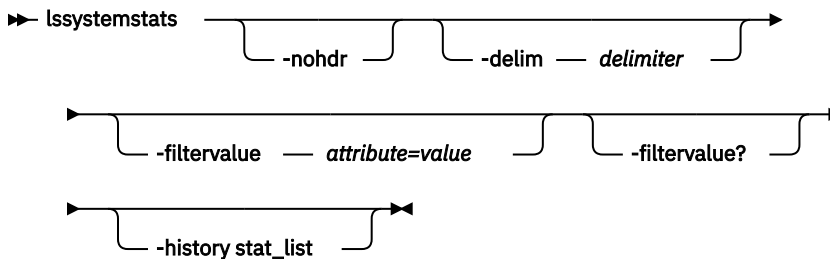 lssystemstats
-nohdr -delim delimiter
-filtervalue attribute=value -filtervalue?
-history stat_list